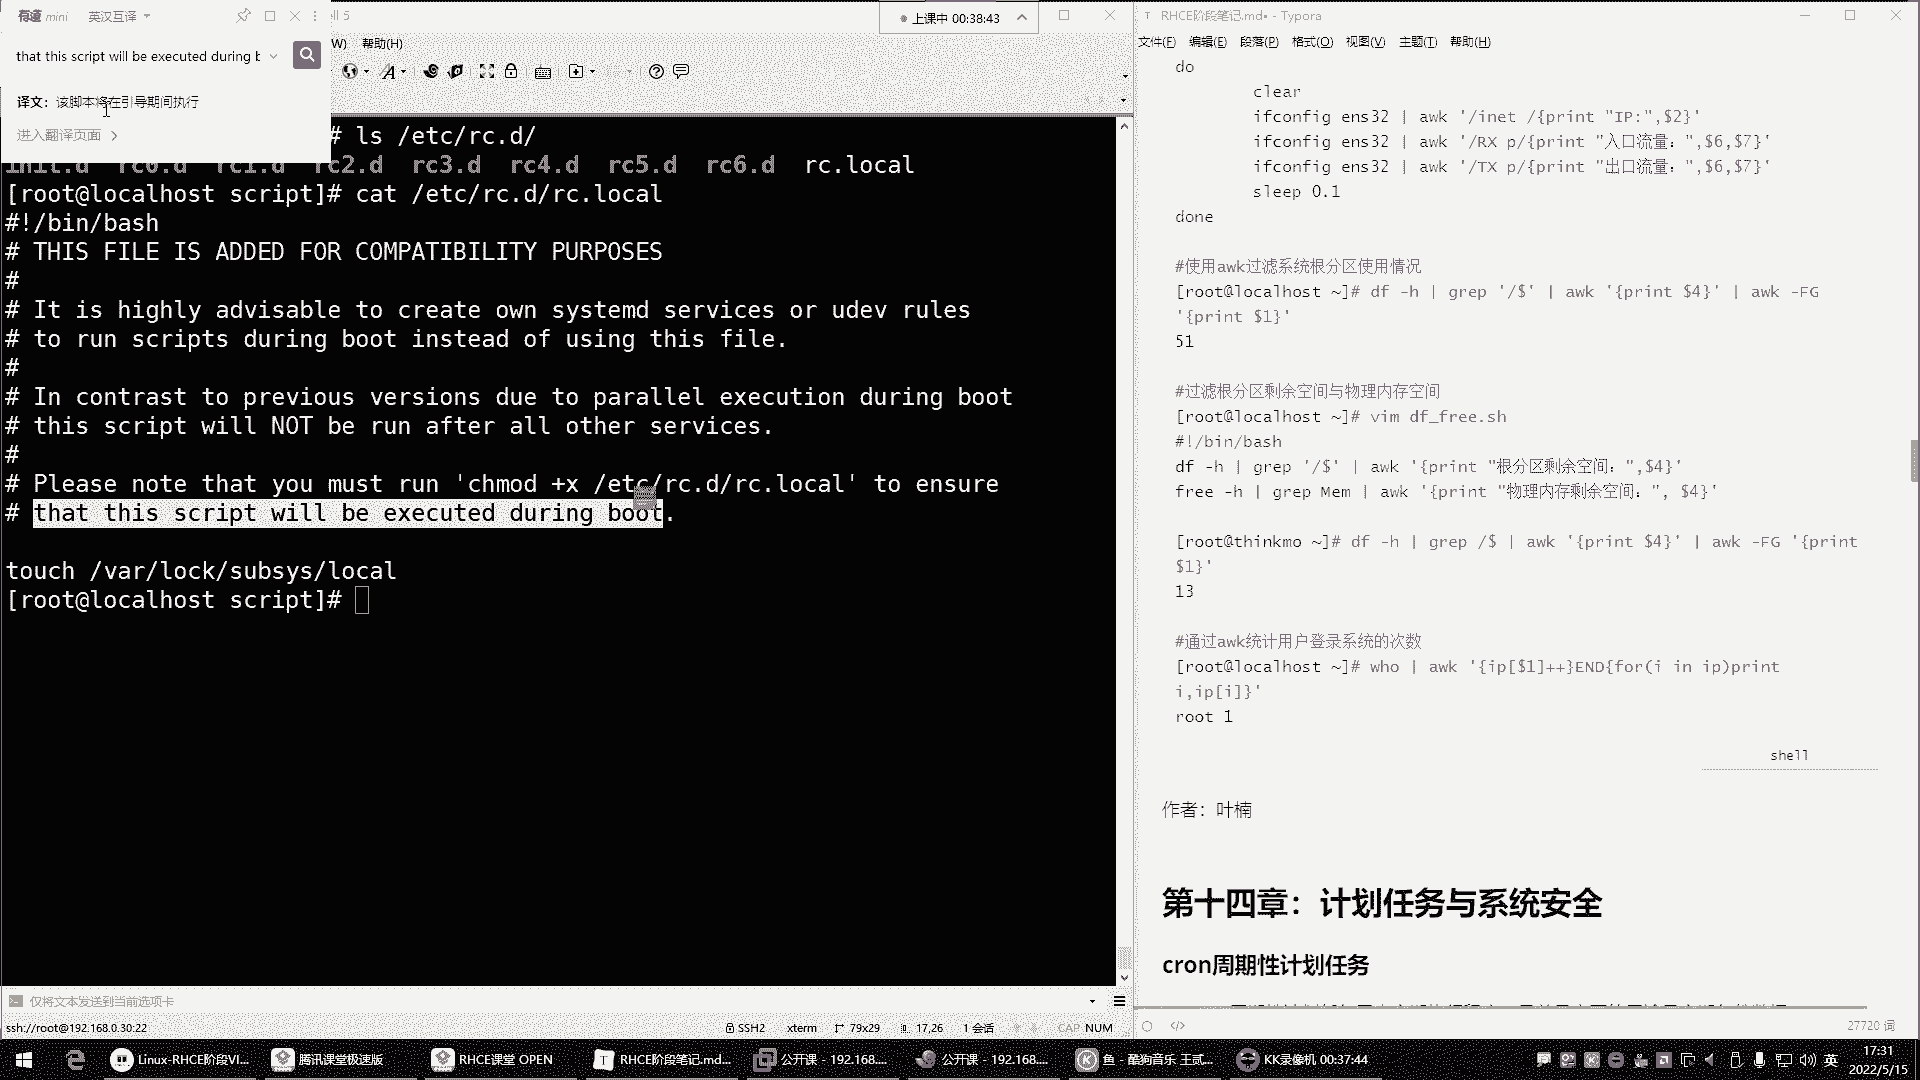 有道 mini 英汉互译
that this script will be executed during b
译文：该脚本将在引导期间执行
进入翻译页面
ll 5
上课中 00:38:43
W) 帮助(H)
# ls /etc/rc.d/
init.d rc0.d rc1.d rc2.d rc3.d rc4.d rc5.d rc6.d rc.local
[root@localhost script]# cat /etc/rc.d/rc.local
#!/bin/bash
# THIS FILE IS ADDED FOR COMPATIBILITY PURPOSES
#
# It is highly advisable to create own systemd services or udev rules
# to run scripts during boot instead of using this file.
#
# In contrast to previous versions due to parallel execution during boot
# this script will NOT be run after all other services.
#
# Please note that you must run 'chmod +x /etc/rc.d/rc.local' to ensure
# that this script will be executed during boot.
touch /var/lock/subsys/local
[root@localhost script]#
仅将文本发送到当前选项卡
ssh://root@192.168.0.30:22 SSH2 xterm 79x29 17,26 1 会话 CAP NUM
RHCE阶段笔记.md• - Typora
文件(F) 编辑(E) 段落(P) 格式(O) 视图(V) 主题(T) 帮助(H)
do
clear
ifconfig ens32 | awk '/inet /{print "IP:",$2}'
ifconfig ens32 | awk '/RX p/{print "入口流量：",$6,$7}'
ifconfig ens32 | awk '/TX p/{print "出口流量：",$6,$7}'
sleep 0.1
done
#使用awk过滤系统根分区使用情况
[root@localhost ~]# df -h | grep '/$' | awk '{print $4}' | awk -FG
'{print $1}'
51
#过滤根分区剩余空间与物理内存空间
[root@localhost ~]# vim df_free.sh
#!/bin/bash
df -h | grep '/$' | awk '{print "根分区剩余空间：",$4}'
free -h | grep Mem | awk '{print "物理内存剩余空间：", $4}'
[root@thinkmo ~]# df -h | grep /$ | awk '{print $4}' | awk -FG '{print
$1}'
13
#通过awk统计用户登录系统的次数
[root@localhost ~]# who | awk '{ip[$1]++}END{for(i in ip)print
i,ip[i]}'
root 1
shell
作者：叶楠
第十四章：计划任务与系统安全
cron周期性计划任务
27720 词
Linux-RHCE阶段VI... 腾讯课堂极速版 RHCE课堂 OPEN RHCE阶段笔记.md... 公开课 - 192.168.... 公开课 - 192.168.... 鱼 - 酷狗音乐 王贰... KK录像机 00:37:44 英 17:31
2022/5/15